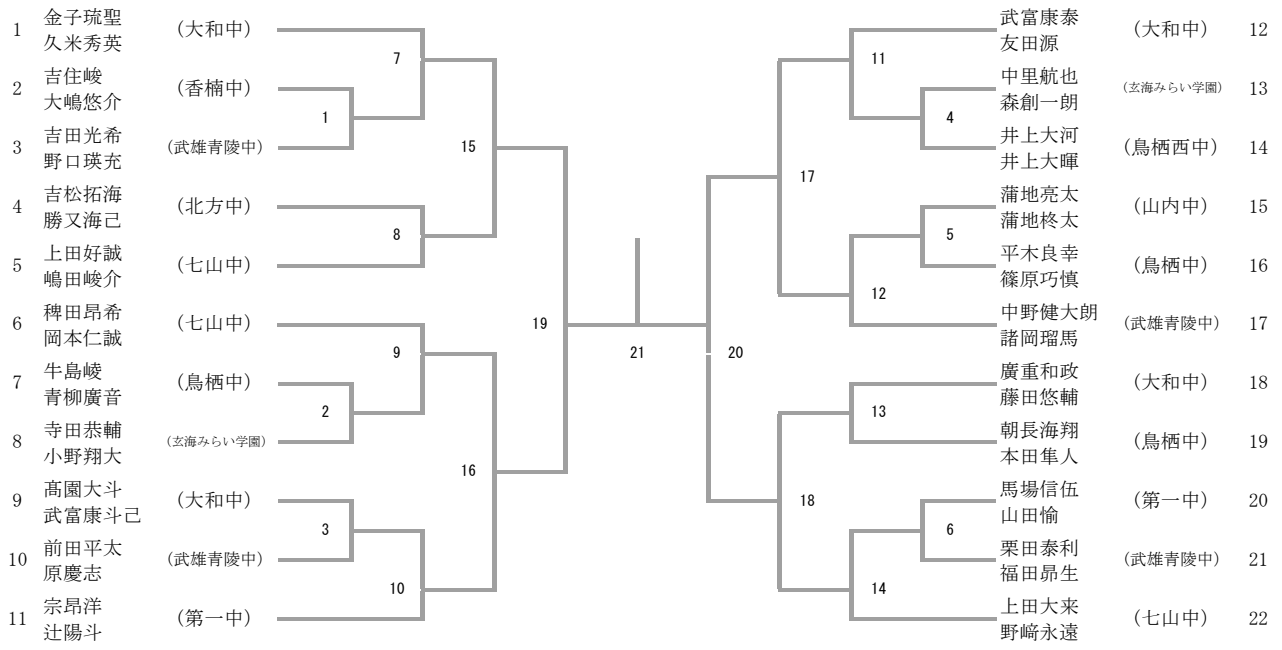 1 金子琉聖 久米秀英 （大和中）
2 吉住峻 大嶋悠介 （香楠中）
3 吉田光希 野口瑛充 （武雄青陵中）
4 吉松拓海 勝又海己 （北方中）
5 上田好誠 嶋田峻介 （七山中）
6 稗田昂希 岡本仁誠 （七山中）
7 牛島崚 青柳廣音 （鳥栖中）
8 寺田恭輔 小野翔大 （玄海みらい学園）
9 髙園大斗 武富康斗己 （大和中）
10 前田平太 原慶志 （武雄青陵中）
11 宗昂洋 辻陽斗 （第一中）
7
1
15
8
19
9
2
16
3
10
21
20
11
4
17
5
12
13
18
6
14
武富康泰 友田源 （大和中） 12
中里航也 森創一朗 （玄海みらい学園） 13
井上大河 井上大暉 （鳥栖西中） 14
蒲地亮太 蒲地柊太 （山内中） 15
平木良幸 篠原巧慎 （鳥栖中） 16
中野健大朗 諸岡瑠馬 （武雄青陵中） 17
廣重和政 藤田悠輔 （大和中） 18
朝長海翔 本田隼人 （鳥栖中） 19
馬場信伍 山田愉 （第一中） 20
栗田泰利 福田昴生 （武雄青陵中） 21
上田大来 野﨑永遠 （七山中） 22